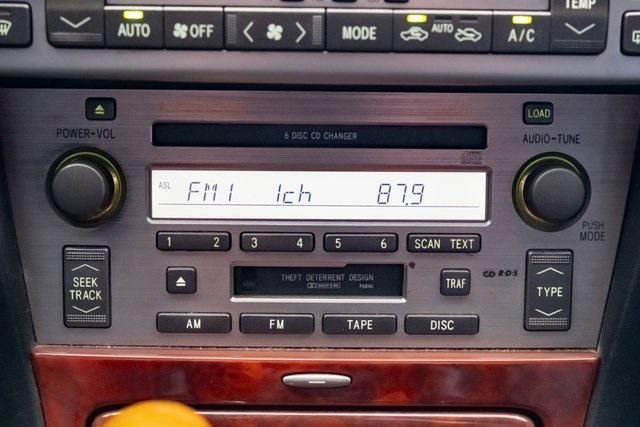 AUTO OFF MODE AUTO A/C TEMP
POWER-VOL
6 DISC CD CHANGER
LOAD
AUDIO-TUNE
ASL FM1 1ch 87.9
PUSH
MODE
1 2 3 4 5 6 SCAN TEXT
SEEK
TRACK
THEFT DETERRENT DESIGN
P6846
TRAF
R·D·S
TYPE
AM FM TAPE DISC